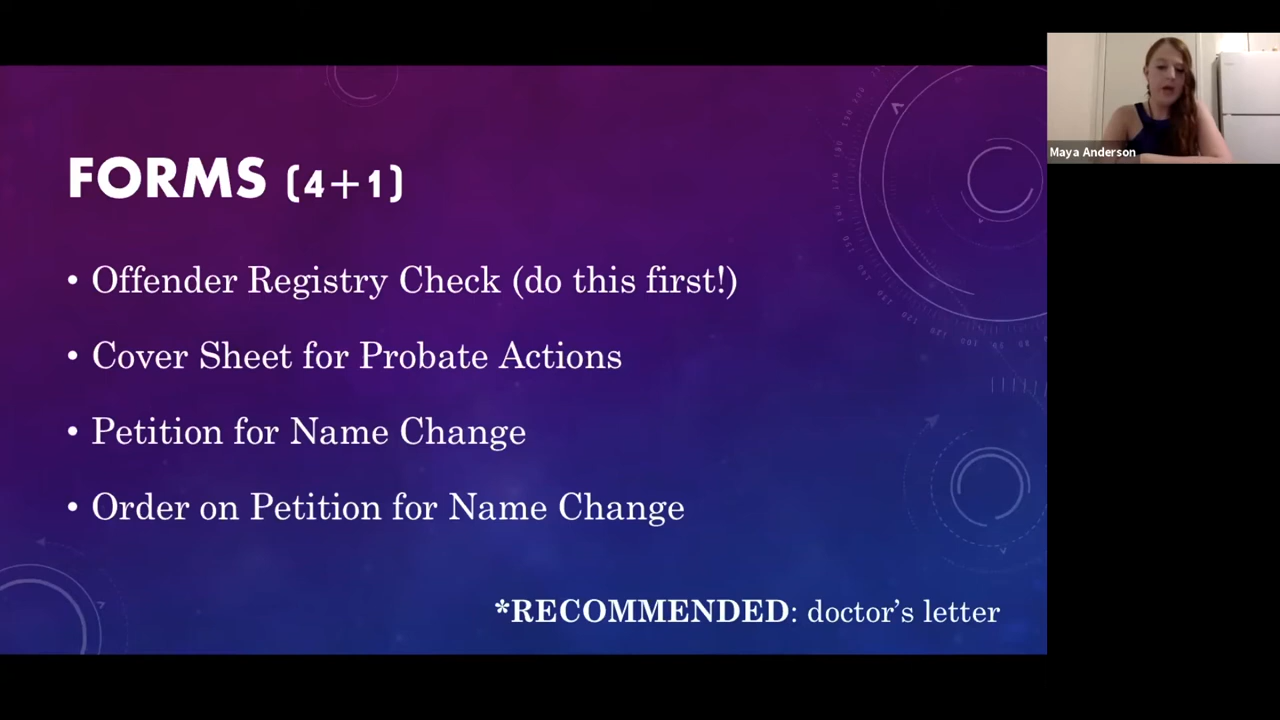 FORMS (4+1)
• Offender Registry Check (do this first!)
• Cover Sheet for Probate Actions
• Petition for Name Change
• Order on Petition for Name Change
*RECOMMENDED: doctor’s letter
Maya Anderson